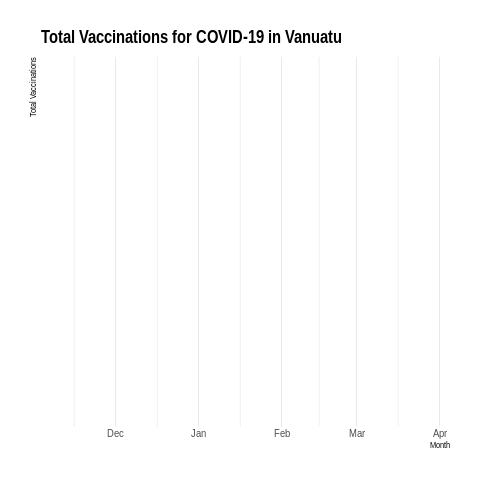 Total Vaccinations for COVID-19 in Vanuatu
Total Vaccinations
Dec Jan Feb Mar Apr
Month